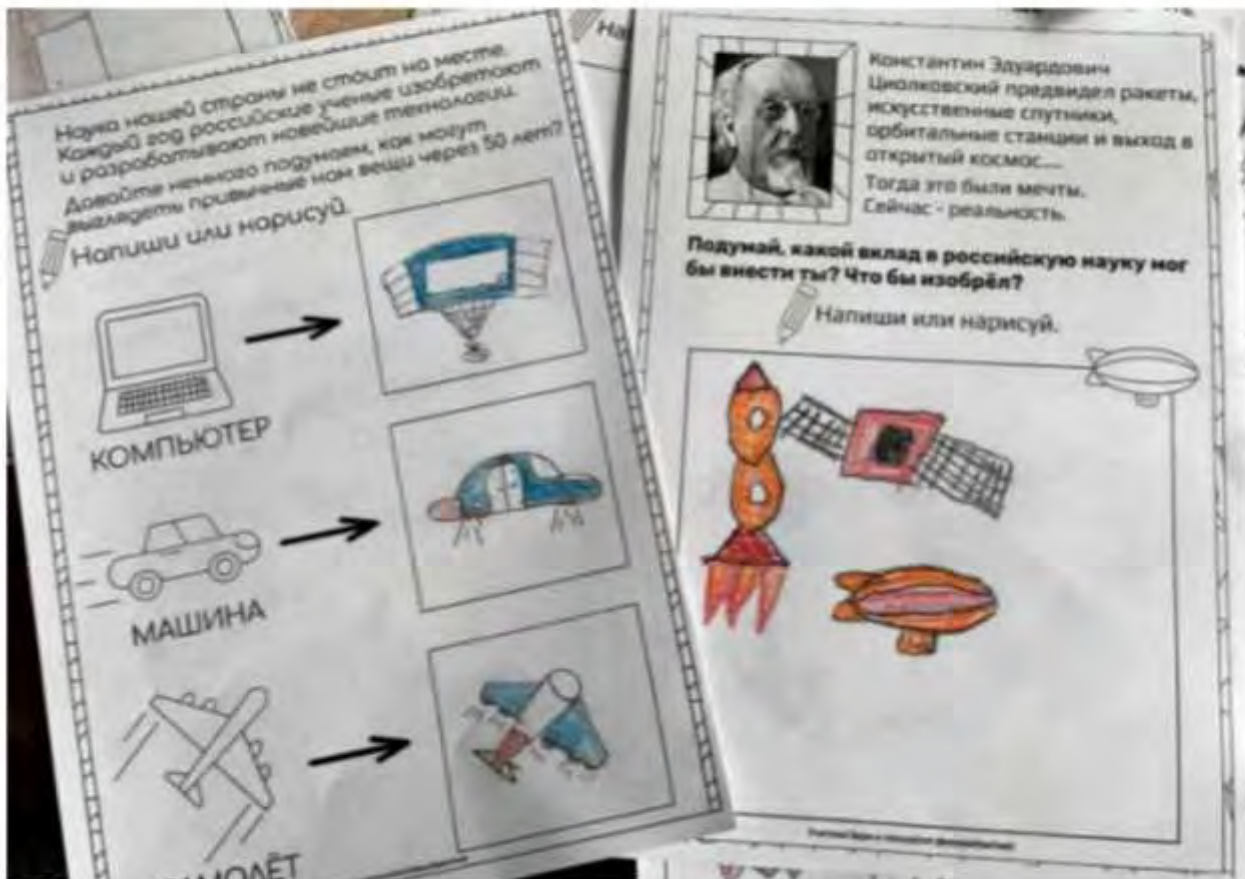 Наука нашей страны не стоит на месте.
Каждый год российские ученые изобретают
и разрабатывают новейшие технологии.
Давайте немного подумаем, как могут
выглядеть привычные нам вещи через 50 лет?
Напиши или нарисуй.
КОМПЬЮТЕР
МАШИНА
На
Константин Эдуардович
Циолковский предвидел ракеты,
искусственные спутники,
орбитальные станции и выход в
открытый космос...
Тогда это были мечты.
Сейчас - реальность.
Подумай, какой вклад в российскую науку мог
бы внести ты? Что бы изобрёл?
Напиши или нарисуй.